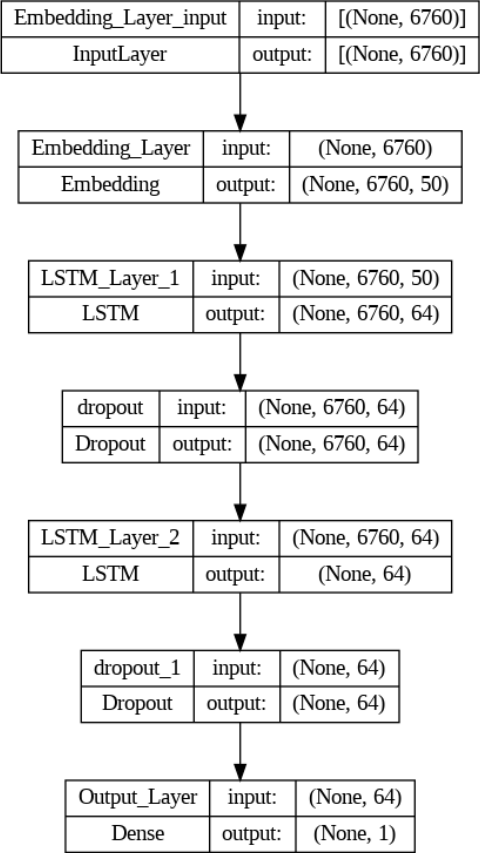 Embedding_Layer_input input: [(None, 6760)]
InputLayer output: [(None, 6760)]
Embedding_Layer input: (None, 6760)
Embedding output: (None, 6760, 50)
LSTM_Layer_1 input: (None, 6760, 50)
LSTM output: (None, 6760, 64)
dropout input: (None, 6760, 64)
Dropout output: (None, 6760, 64)
LSTM_Layer_2 input: (None, 6760, 64)
LSTM output: (None, 64)
dropout_1 input: (None, 64)
Dropout output: (None, 64)
Output_Layer input: (None, 64)
Dense output: (None, 1)